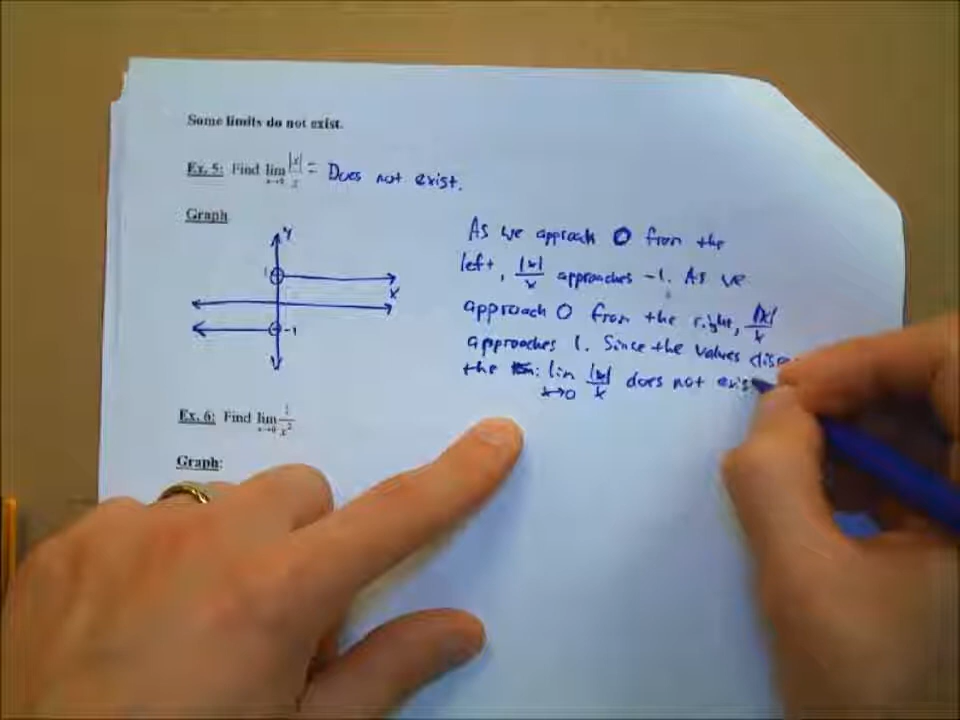 Some limits do not exist.
Ex. 5: Find lim x→0 |x|/x = Does not exist.
Graph
y
1
x
-1
As we approach 0 from the
left, |x|/x approaches -1. As we
approach 0 from the right, |x|/x
approaches 1. Since the values
the lim x→0 |x|/x does not
Ex. 6: Find lim x→0 1/x²
Graph: